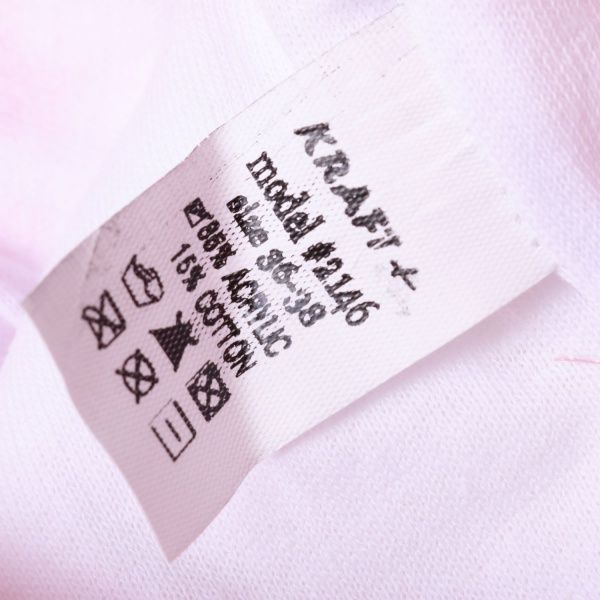 KRAFT +
model #2146
size 36-38
85% ACRYLIC
15% COTTON